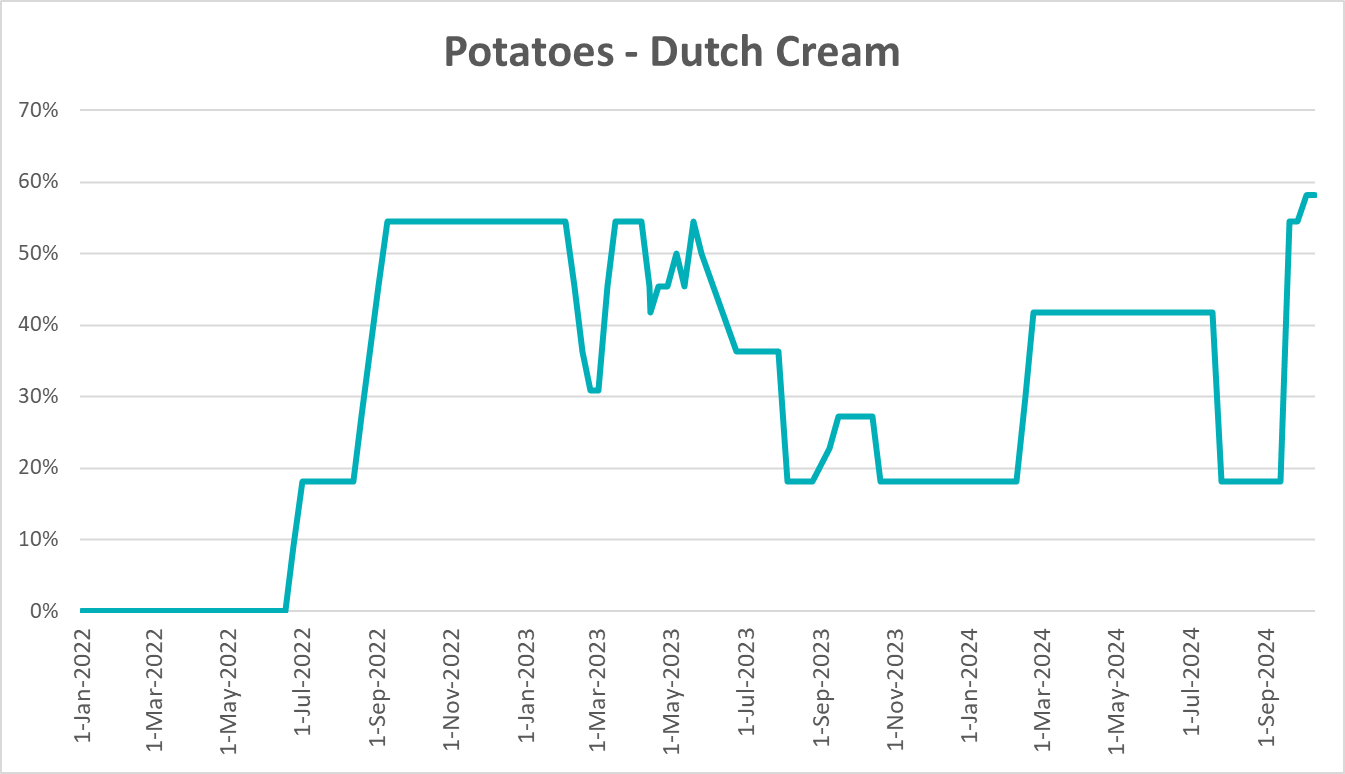 Potatoes - Dutch Cream
70%
60%
50%
40%
30%
20%
10%
0%
1-Jan-2022
1-Mar-2022
1-May-2022
1-Jul-2022
1-Sep-2022
1-Nov-2022
1-Jan-2023
1-Mar-2023
1-May-2023
1-Jul-2023
1-Sep-2023
1-Nov-2023
1-Jan-2024
1-Mar-2024
1-May-2024
1-Jul-2024
1-Sep-2024